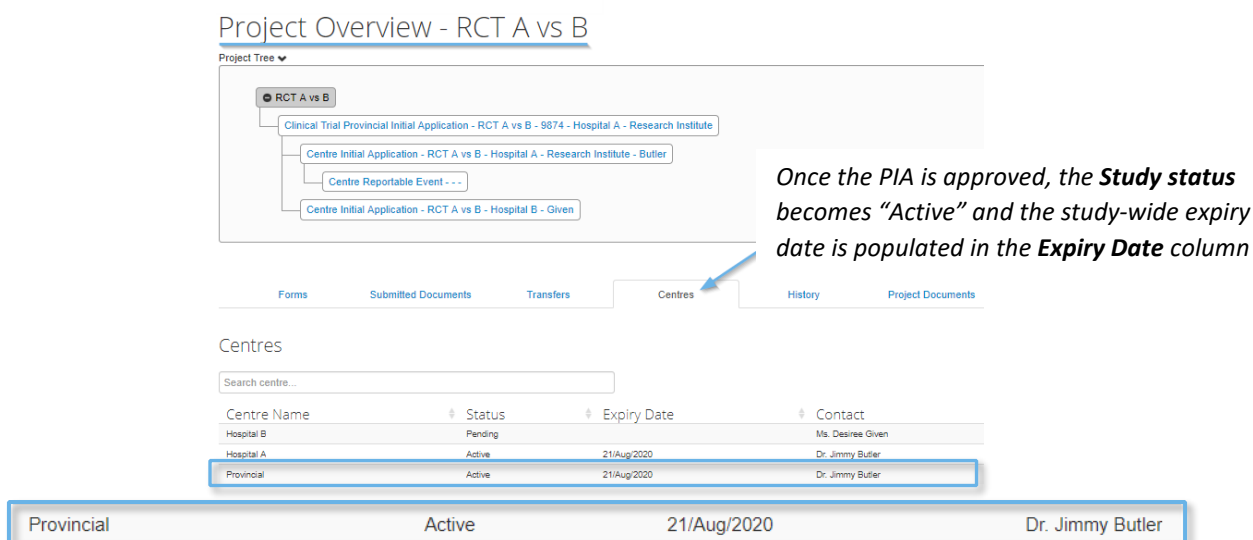 Project Overview - RCT A vs B
Project Tree
RCT A vs B
Clinical Trial Provincial Initial Application - RCT A vs B - 9874 - Hospital A - Research Institute
Centre Initial Application - RCT A vs B - Hospital A - Research Institute - Butler
Centre Reportable Event - - -
Centre Initial Application - RCT A vs B - Hospital B - Given
Once the PIA is approved, the Study status
becomes “Active” and the study-wide expiry
date is populated in the Expiry Date column
Forms Submitted Documents Transfers Centres History Project Documents
Centres
Search centre...
Centre Name Status Expiry Date Contact
Hospital B Pending Ms. Desiree Given
Hospital A Active 21/Aug/2020 Dr. Jimmy Butler
Provincial Active 21/Aug/2020 Dr. Jimmy Butler
Provincial Active 21/Aug/2020 Dr. Jimmy Butler